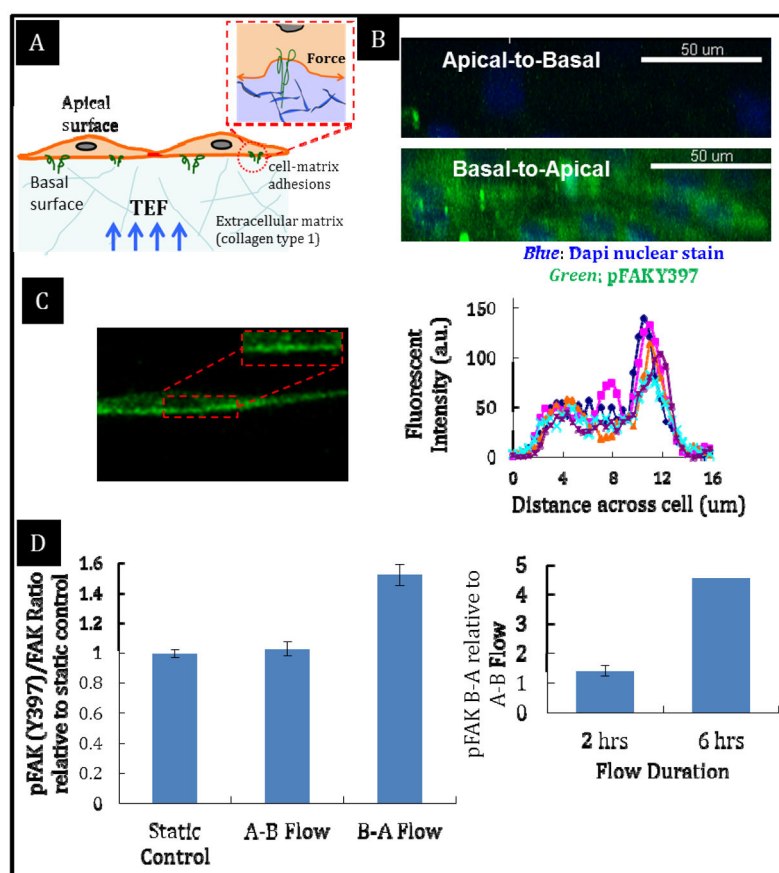 A
Force
Apical
surface
cell-matrix
adhesions
Basal
surface
TEF
Extracellular matrix
(collagen type 1)
B
50 um
Apical-to-Basal
50 um
Basal-to-Apical
Blue: Dapi nuclear stain
Green: pFAKY397
C
Fluorescent
Intensity (a.u.)
150
100
50
0
0 4 8 12 16
Distance across cell (um)
D
pFAK (Y397)/FAK Ratio
relative to static control
1.6
1.4
1.2
1
0.8
0.6
0.4
0.2
0
Static
Control
A-B Flow
B-A Flow
pFAK B-A relative to
A-B Flow
5
4
3
2
1
0
2 hrs
6 hrs
Flow Duration